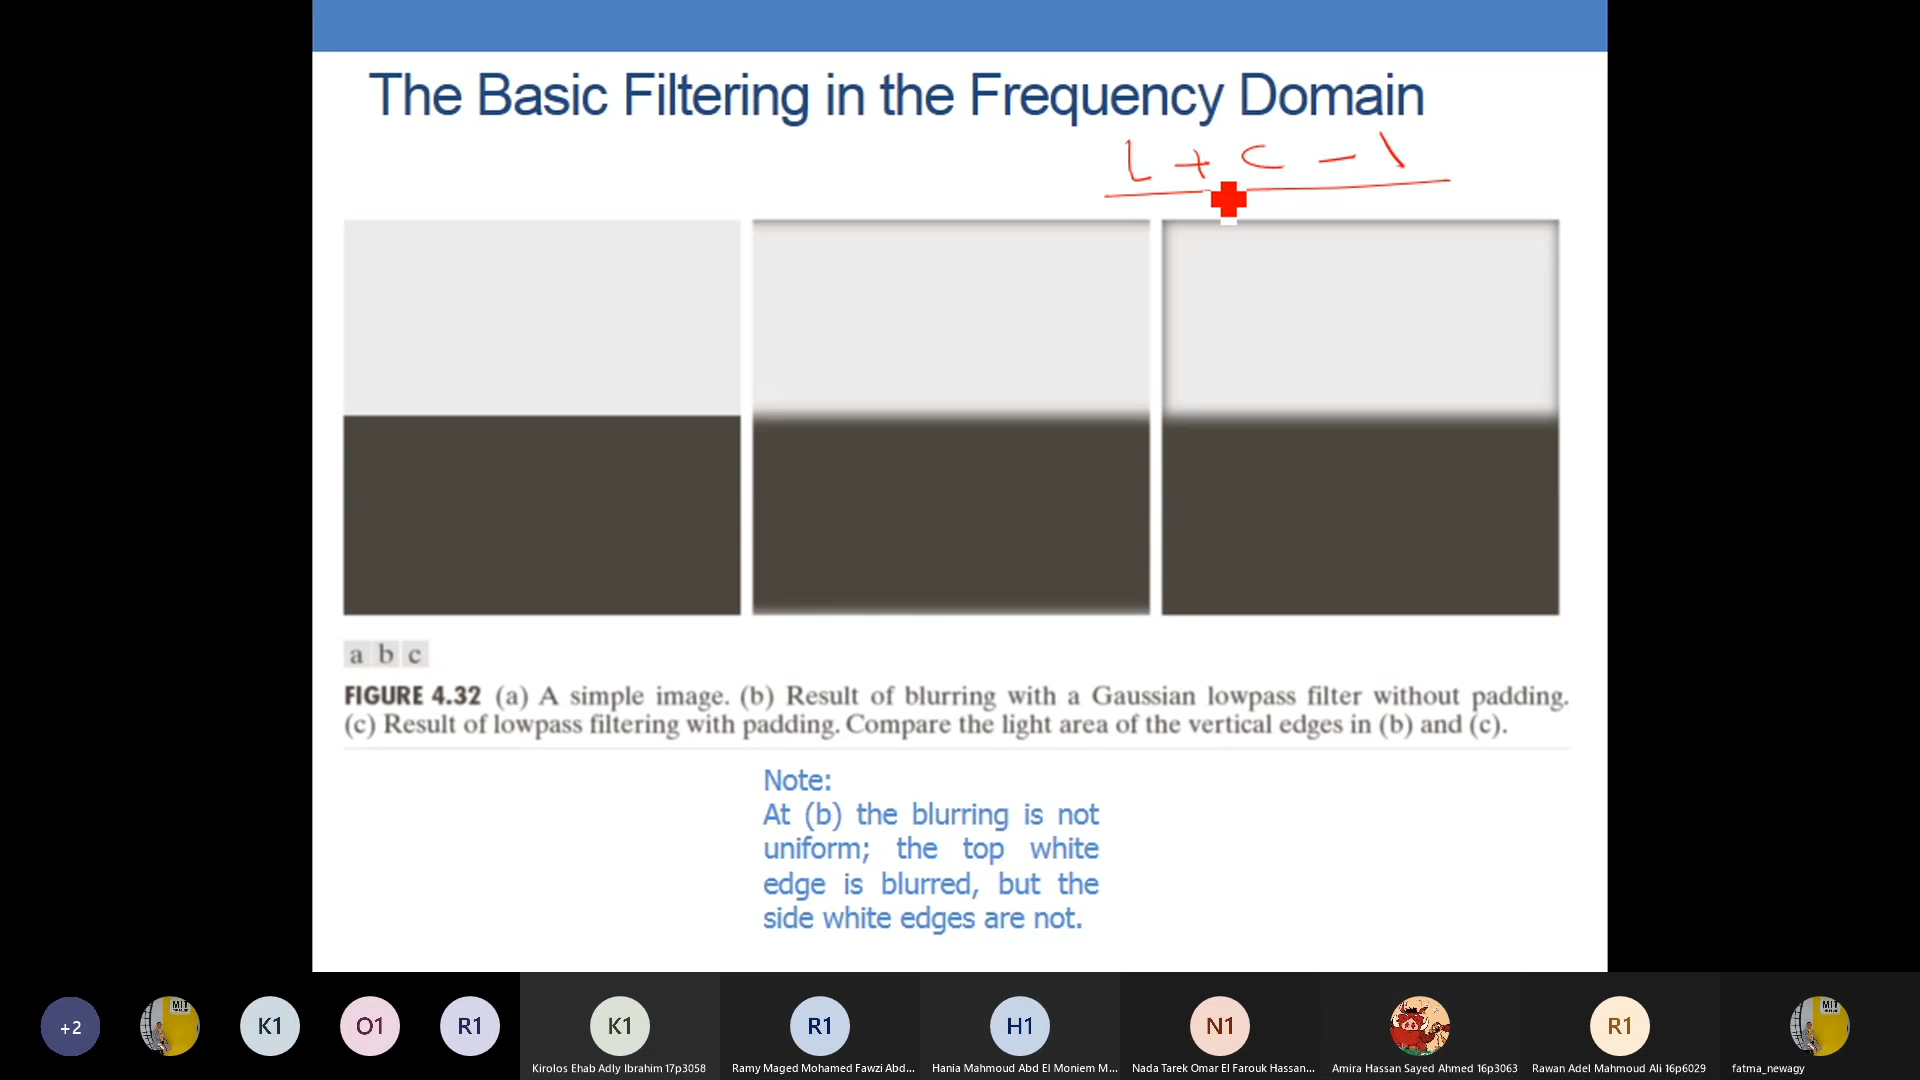 The Basic Filtering in the Frequency Domain
L + C - 1
a b c
FIGURE 4.32 (a) A simple image. (b) Result of blurring with a Gaussian lowpass filter without padding.
(c) Result of lowpass filtering with padding. Compare the light area of the vertical edges in (b) and (c).
Note:
At (b) the blurring is not
uniform; the top white
edge is blurred, but the
side white edges are not.
MIT
MIT
+2 K1 O1 R1 K1 R1 H1 N1 R1
Kirolos Ehab Adly Ibrahim 17p3058 Ramy Maged Mohamed Fawzi Abd... Hania Mahmoud Abd El Moniem M... Nada Tarek Omar El Farouk Hassan... Amira Hassan Sayed Ahmed 16p3063 Rawan Adel Mahmoud Ali 16p6029 fatma_newagy